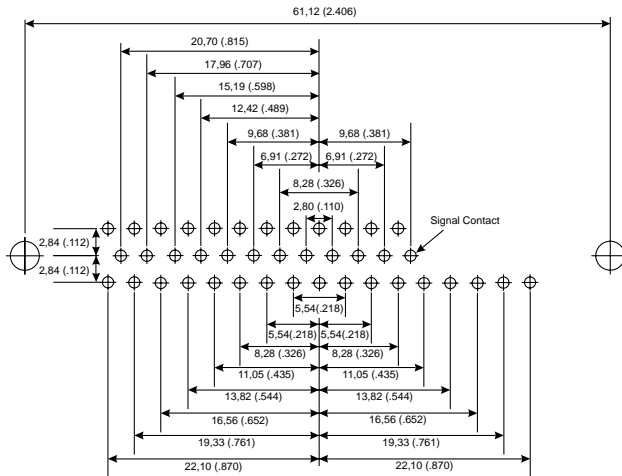 61,12 (2.406)
20,70 (.815)
17,96 (.707)
15,19 (.598)
12,42 (.489)
9,68 (.381) 9,68 (.381)
6,91 (.272) 6,91 (.272)
8,28 (.326)
2,80 (.110)
Signal Contact
2,84 (.112)
2,84 (.112)
5,54(.218)
5,54(.218) 5,54(.218)
8,28 (.326) 8,28 (.326)
11,05 (.435) 11,05 (.435)
13,82 (.544) 13,82 (.544)
16,56 (.652) 16,56 (.652)
19,33 (.761) 19,33 (.761)
22,10 (.870) 22,10 (.870)